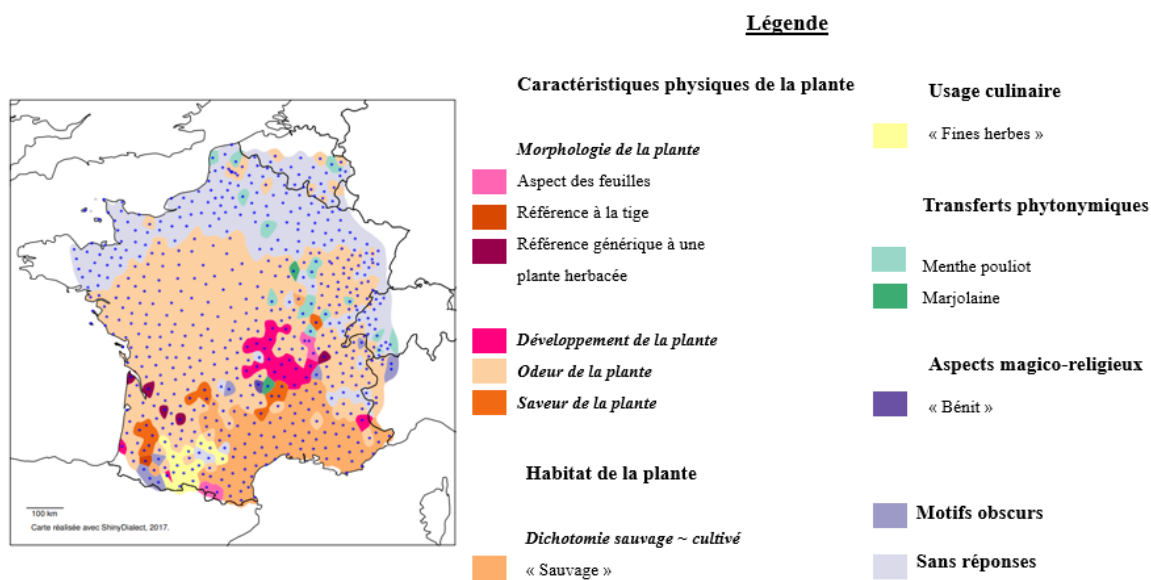 Légende
Caractéristiques physiques de la plante
Morphologie de la plante
Aspect des feuilles
Référence à la tige
Référence générique à une
plante herbacée
Développement de la plante
Odeur de la plante
Saveur de la plante
Habitat de la plante
Dichotomie sauvage ~ cultivé
« Sauvage »
Usage culinaire
« Fines herbes »
Transferts phytonymiques
Menthe pouliot
Marjolaine
Aspects magico-religieux
« Bénit »
Motifs obscurs
Sans réponses
100 km
Carte réalisée avec ShinyDialect, 2017.